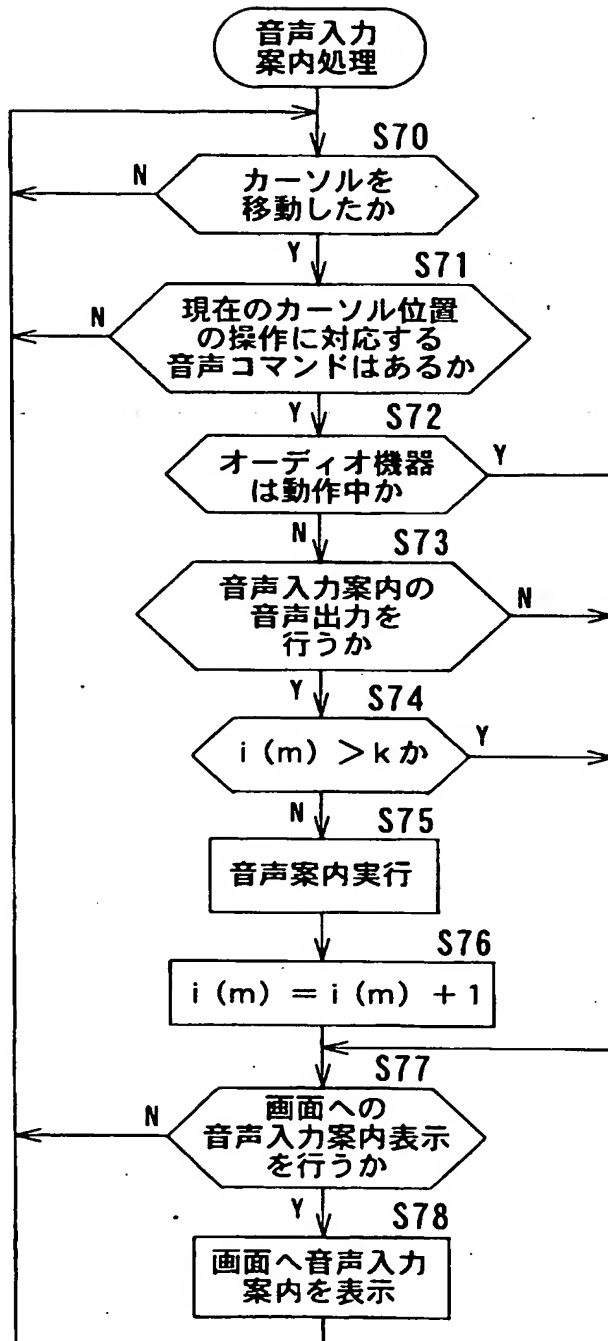 音声入力
案内処理
S70
N
カーソルを
移動したか
Y
S71
N
現在のカーソル位置
の操作に対応する
音声コマンドはあるか
Y
S72
オーディオ機器
は動作中か
Y
N
S73
音声入力案内の
音声出力を
行うか
N
Y
S74
i(m)>kか
Y
N
S75
音声案内実行
S76
i(m)=i(m)+1
S77
N
画面への
音声入力案内表示
を行うか
Y
S78
画面へ音声入力
案内を表示